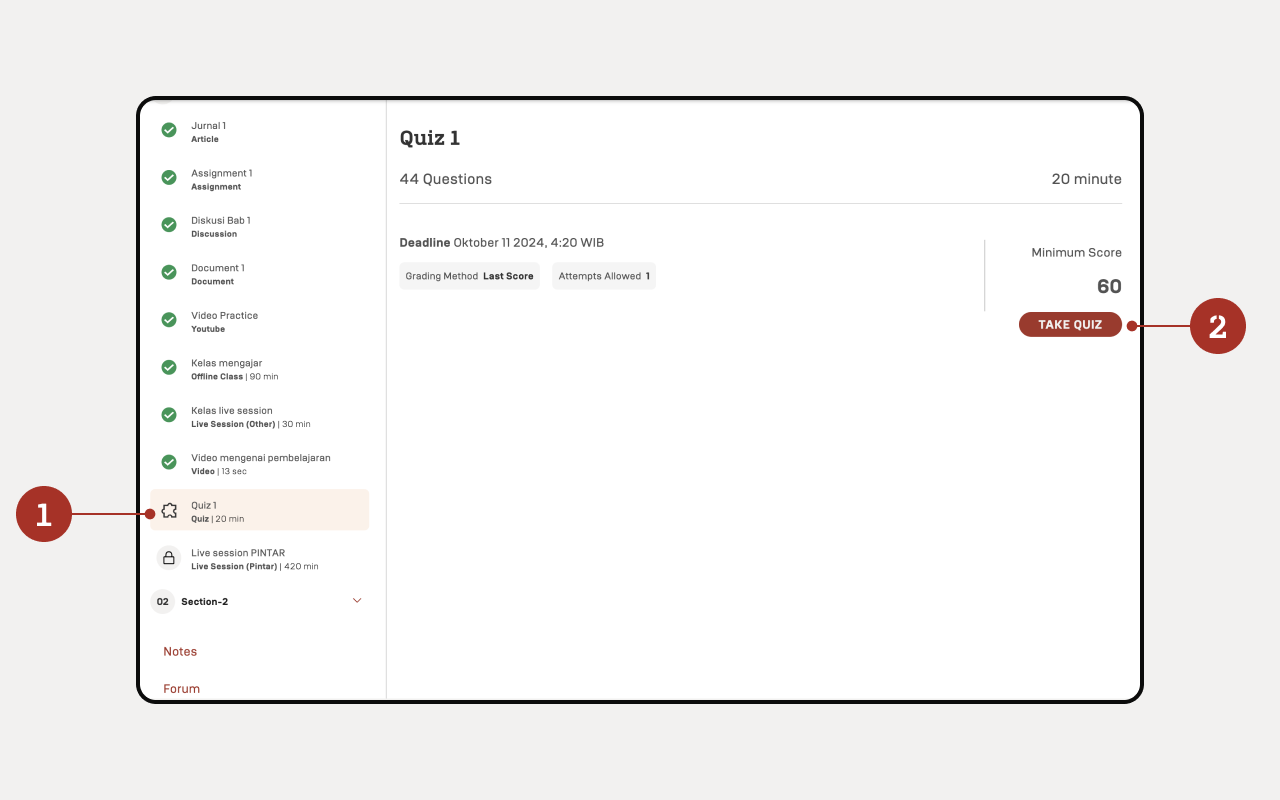 Jurnal 1
Article
Assignment 1
Assignment
Diskusi Bab 1
Discussion
Document 1
Document
Video Practice
Youtube
Kelas mengajar
Offline Class | 90 min
Kelas live session
Live Session (Other) | 30 min
Video mengenai pembelajaran
Video | 13 sec
Quiz 1
Quiz | 20 min
Live session PINTAR
Live Session (Pintar) | 420 min
02 Section-2
Notes
Forum
Quiz 1
44 Questions 20 minute
Deadline Oktober 11 2024, 4:20 WIB
Grading Method Last Score Attempts Allowed 1
Minimum Score
60
TAKE QUIZ
1
2